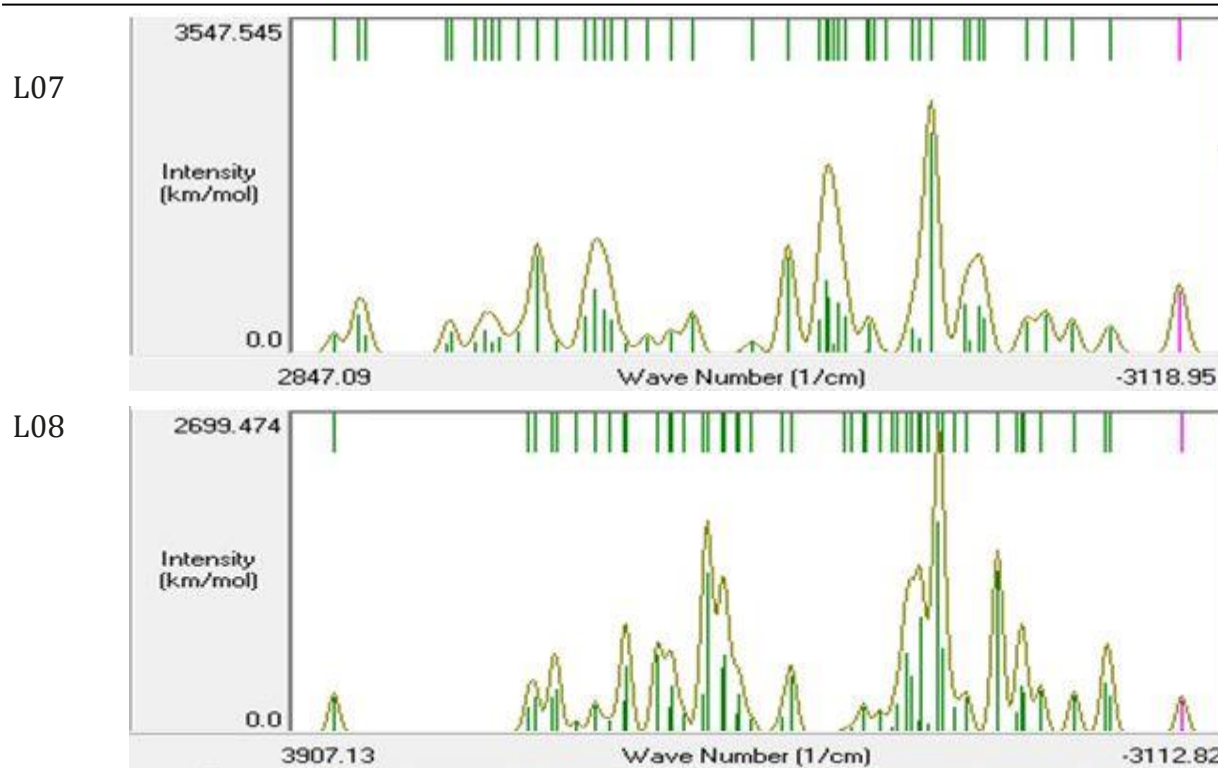 3547.545
L07
Intensity
(km/mol)
0.0
2847.09 Wave Number (1/cm) -3118.95
L08
2699.474
Intensity
(km/mol)
0.0
3907.13 Wave Number (1/cm) -3112.82